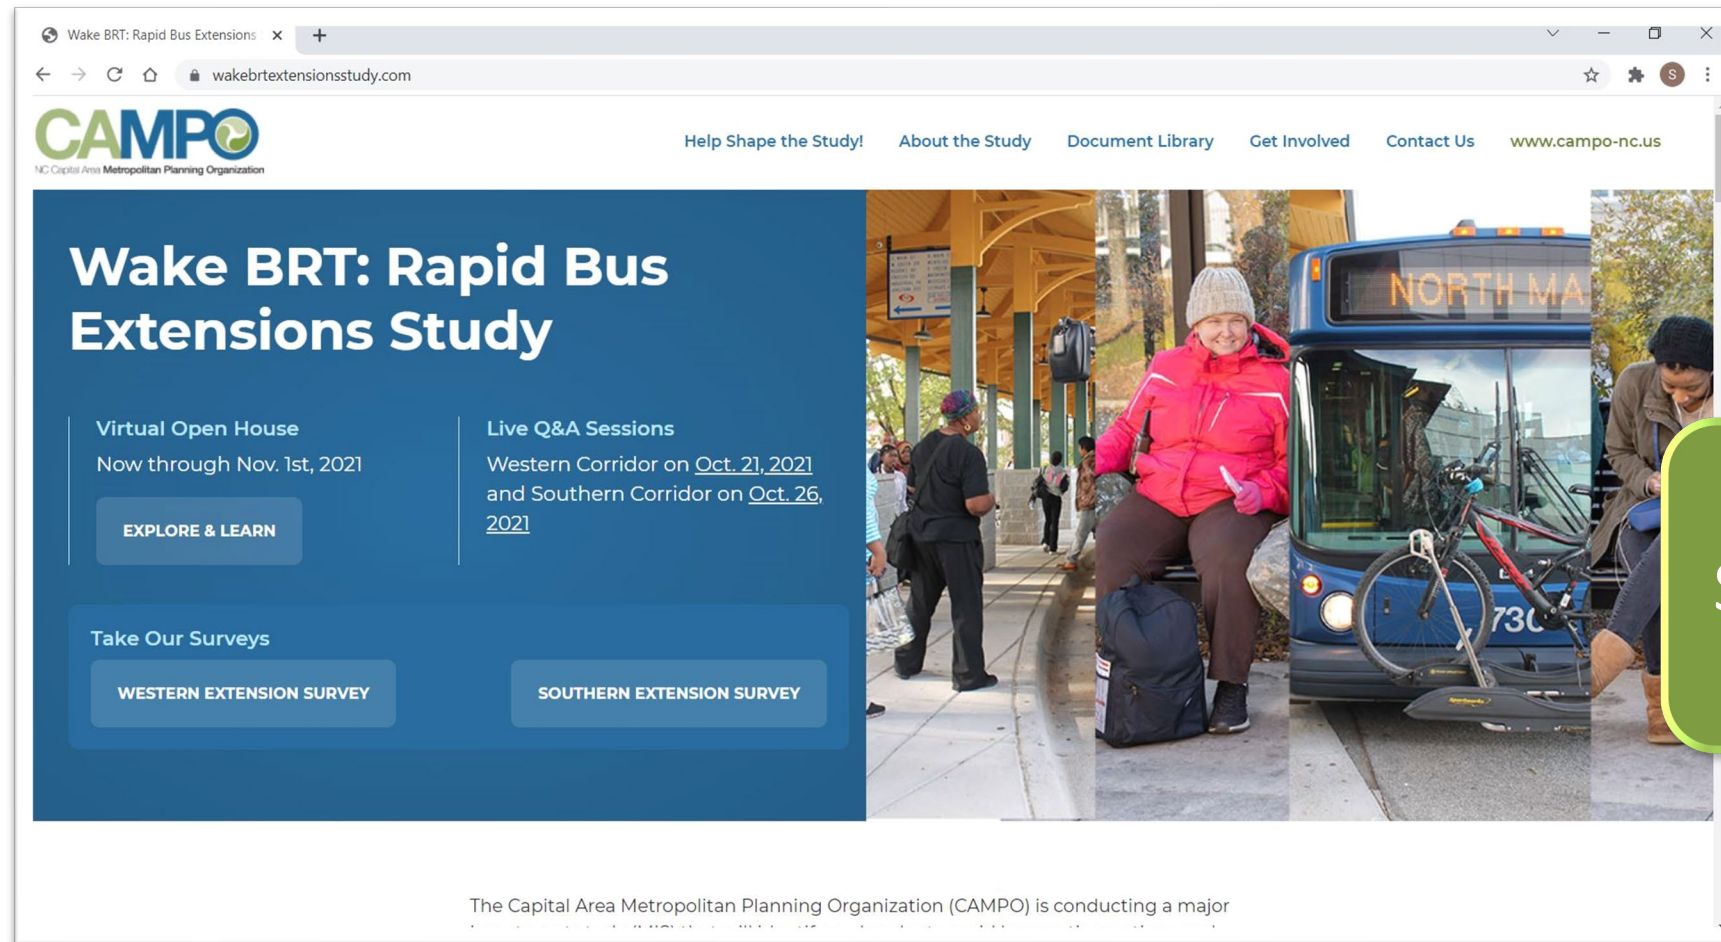 Wake BRT: Rapid Bus Extensions
wakebrtextensionsstudy.com
S
CAMPO
NC Capital Area Metropolitan Planning Organization
Help Shape the Study! About the Study Document Library Get Involved Contact Us www.campo-nc.us
Wake BRT: Rapid Bus
Extensions Study
Virtual Open House
Now through Nov. 1st, 2021
EXPLORE & LEARN
Live Q&A Sessions
Western Corridor on Oct. 21, 2021
and Southern Corridor on Oct. 26,
2021
Take Our Surveys
WESTERN EXTENSION SURVEY
SOUTHERN EXTENSION SURVEY
NORTH MA
730
The Capital Area Metropolitan Planning Organization (CAMPO) is conducting a major